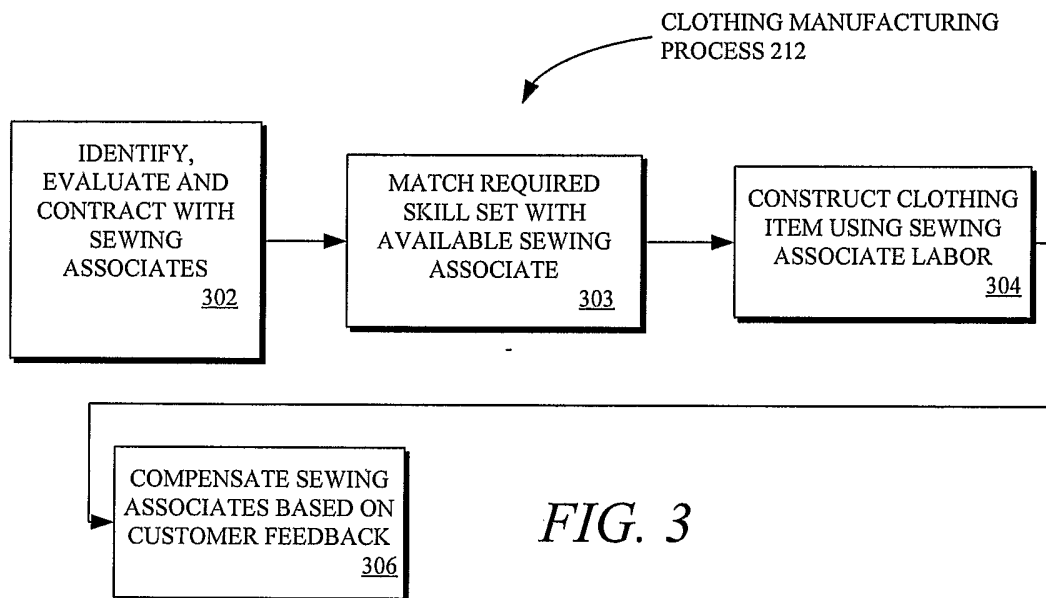 CLOTHING MANUFACTURING
PROCESS 212
IDENTIFY,
EVALUATE AND
CONTRACT WITH
SEWING
ASSOCIATES
302
MATCH REQUIRED
SKILL SET WITH
AVAILABLE SEWING
ASSOCIATE
303
CONSTRUCT CLOTHING
ITEM USING SEWING
ASSOCIATE LABOR
304
COMPENSATE SEWING
ASSOCIATES BASED ON
CUSTOMER FEEDBACK
306
FIG. 3